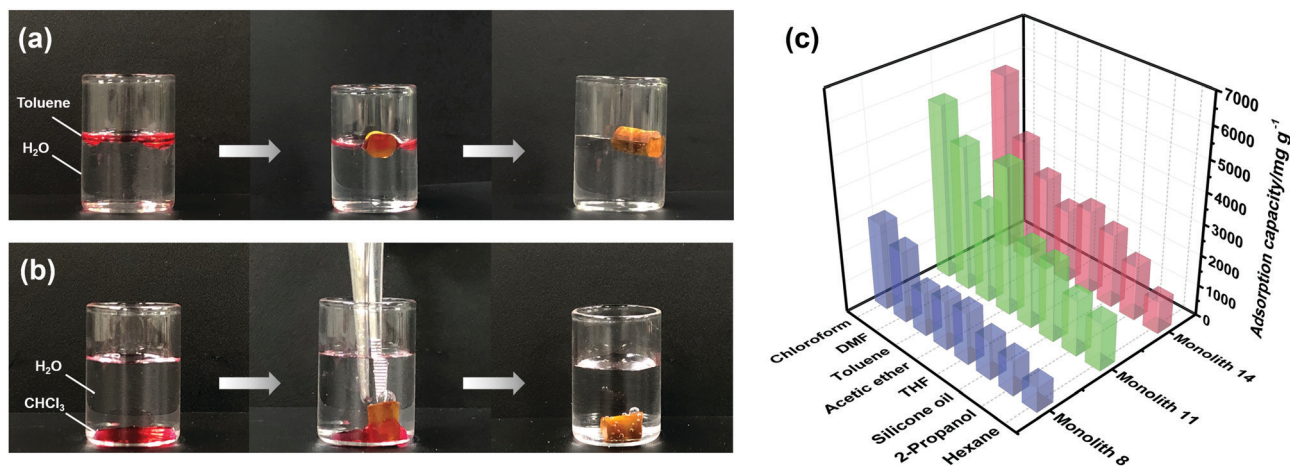 (a)
Toluene
H₂O
(b)
H₂O
CHCl₃
(c)
7000
6000
5000
4000
3000
2000
1000
0
Adsorption capacity/mg g⁻¹
Chloroform
DMF
Toluene
Acetic ether
THF
Silicone oil
2-Propanol
Hexane
Monolith 8
Monolith 11
Monolith 14